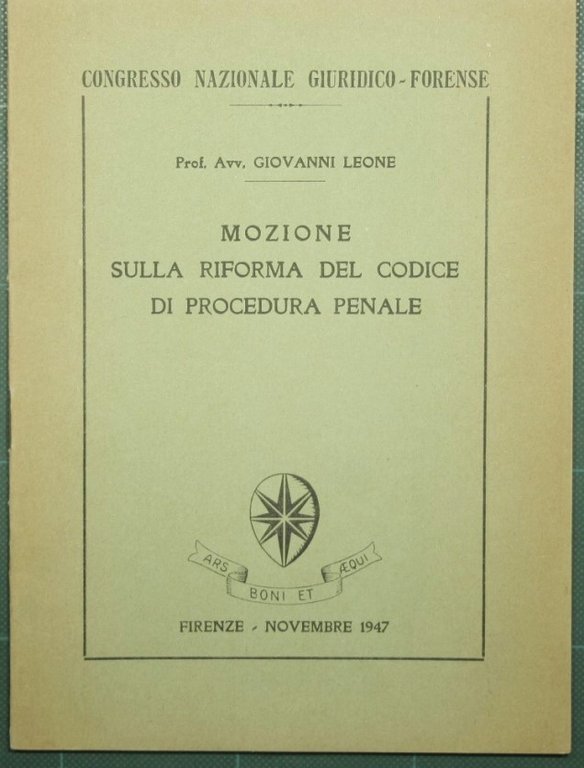 CONGRESSO NAZIONALE GIURIDICO-FORENSE
Prof. Avv. GIOVANNI LEONE
MOZIONE
SULLA RIFORMA DEL CODICE
DI PROCEDURA PENALE
ARS BONI ET ÆQUI
FIRENZE - NOVEMBRE 1947